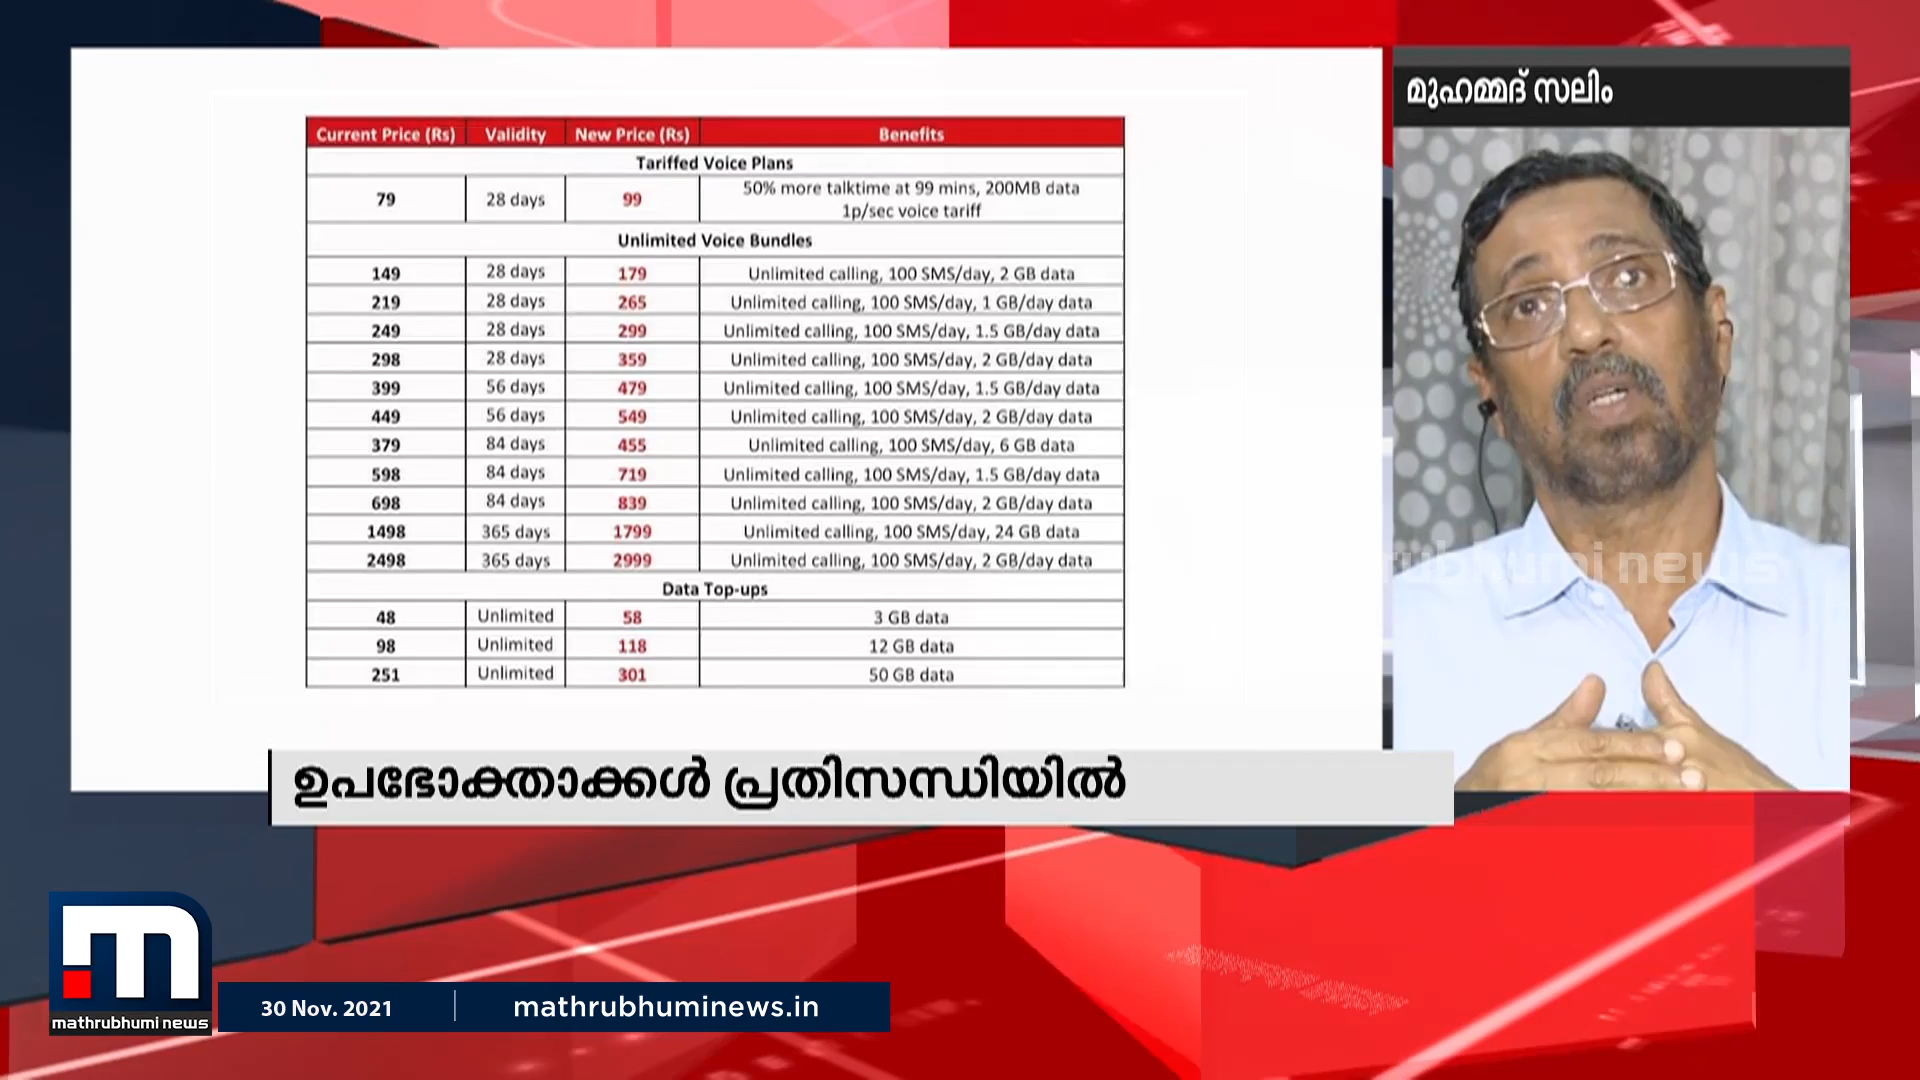 Current Price (Rs) Validity New Price (Rs) Benefits
Tariffed Voice Plans
79 28 days 99 50% more talktime at 99 mins, 200MB data
1p/sec voice tariff
Unlimited Voice Bundles
149 28 days 179 Unlimited calling, 100 SMS/day, 2 GB data
219 28 days 265 Unlimited calling, 100 SMS/day, 1 GB/day data
249 28 days 299 Unlimited calling, 100 SMS/day, 1.5 GB/day data
298 28 days 359 Unlimited calling, 100 SMS/day, 2 GB/day data
399 56 days 479 Unlimited calling, 100 SMS/day, 1.5 GB/day data
449 56 days 549 Unlimited calling, 100 SMS/day, 2 GB/day data
379 84 days 455 Unlimited calling, 100 SMS/day, 6 GB data
598 84 days 719 Unlimited calling, 100 SMS/day, 1.5 GB/day data
698 84 days 839 Unlimited calling, 100 SMS/day, 2 GB/day data
1498 365 days 1799 Unlimited calling, 100 SMS/day, 24 GB data
2498 365 days 2999 Unlimited calling, 100 SMS/day, 2 GB/day data
Data Top-ups
48 Unlimited 58 3 GB data
98 Unlimited 118 12 GB data
251 Unlimited 301 50 GB data
മുഹമ്മദ് സലിം
rubhumi news
ഉപഭോക്താക്കൾ പ്രതിസന്ധിയിൽ
mathrubhumi news
30 Nov. 2021
mathrubhuminews.in